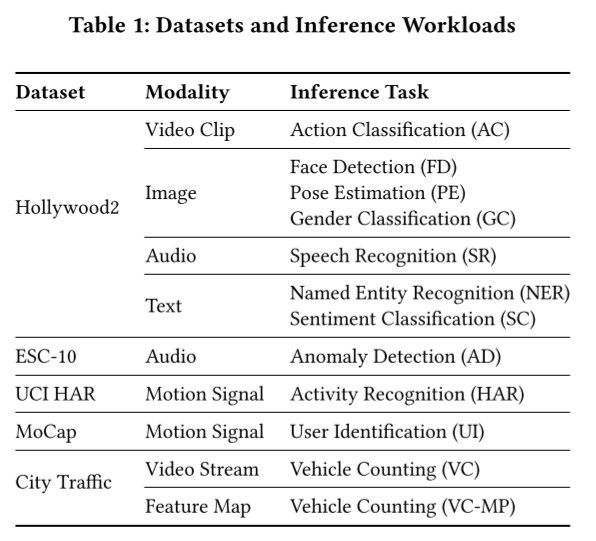 Table 1: Datasets and Inference Workloads
Dataset Modality Inference Task
Video Clip Action Classification (AC)
Hollywood2 Image Face Detection (FD)
Pose Estimation (PE)
Gender Classification (GC)
Audio Speech Recognition (SR)
Text Named Entity Recognition (NER)
Sentiment Classification (SC)
ESC-10 Audio Anomaly Detection (AD)
UCI HAR Motion Signal Activity Recognition (HAR)
MoCap Motion Signal User Identification (UI)
City Traffic Video Stream Vehicle Counting (VC)
Feature Map Vehicle Counting (VC-MP)